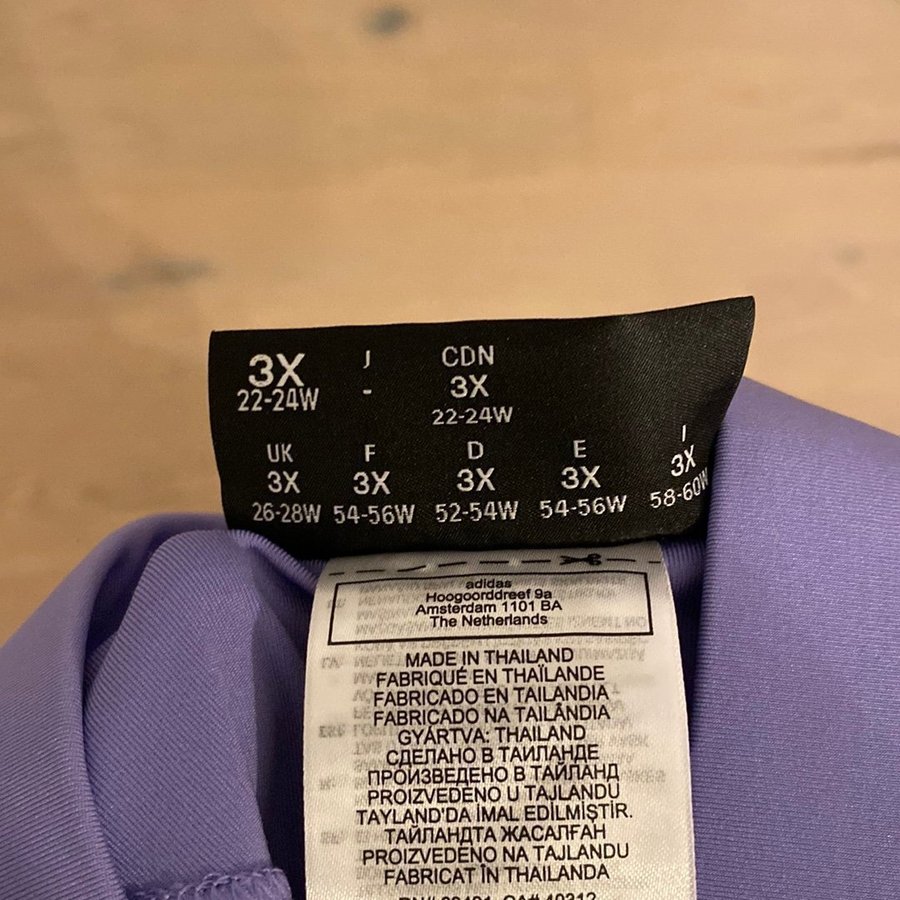 3X J CDN
22-24W - 3X
22-24W
UK F D E I
3X 3X 3X 3X 3X
26-28W 54-56W 52-54W 54-56W 58-60W
adidas
Hoogoorddreef 9a
Amsterdam 1101 BA
The Netherlands
MADE IN THAILAND
FABRIQUÉ EN THAÏLANDE
FABRICADO EN TAILANDIA
FABRICADO NA TAILÂNDIA
GYÁRTVA: THAILAND
СДЕЛАНО В ТАИЛАНДЕ
ПРОИЗВЕДЕНО В ТАЙЛАНД
PROIZVEDENO U TAJLANDU
TAYLAND'DA İMAL EDİLMİŞTİR.
ТАЙЛАНДТА ЖАСАЛҒАН
PROIZVEDENO NA TAJLANDU
FABRICAT ÎN THAILANDA
CA# 40312